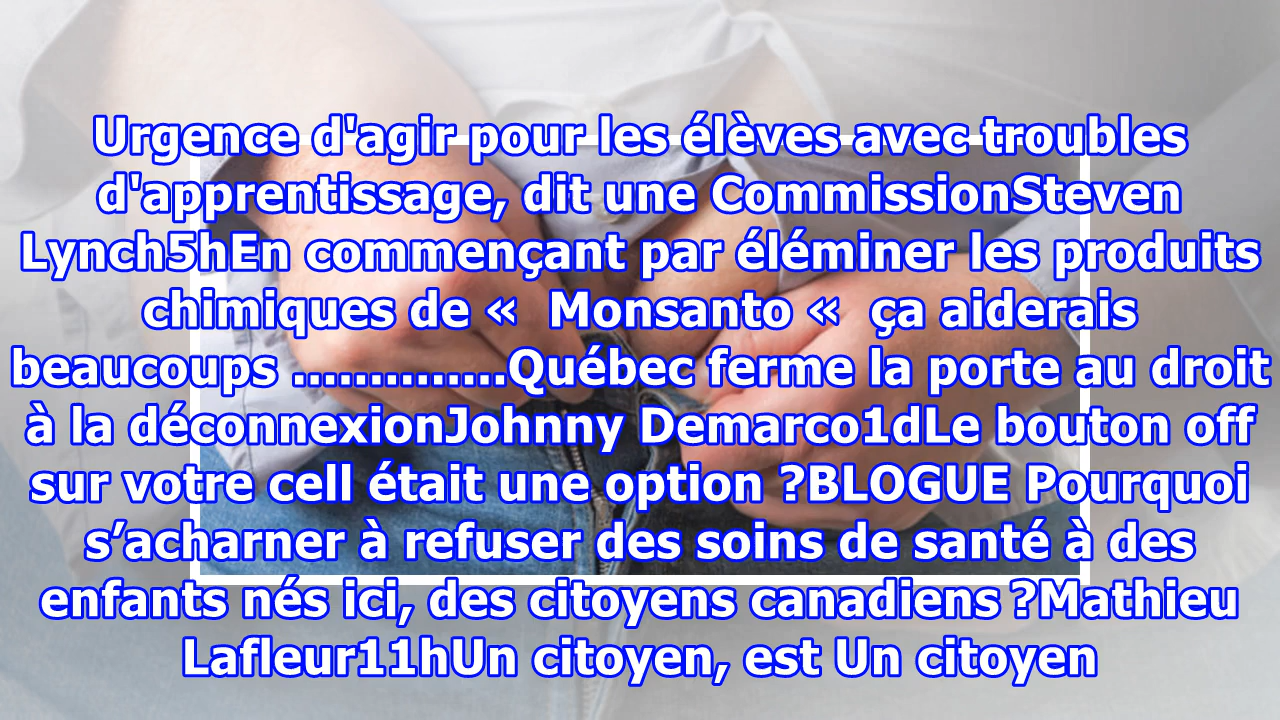 Urgence d'agir pour les élèves avec troubles
d'apprentissage, dit une CommissionSteven
Lynch5hEn commençant par éléminer les produits
chimiques de «  Monsanto «  ça aiderais
beaucoups ..............Québec ferme la porte au droit
à la déconnexionJohnny Demarco1dLe bouton off
sur votre cell était une option ?BLOGUE Pourquoi
s’acharner à refuser des soins de santé à des
enfants nés ici, des citoyens canadiens ?Mathieu
Lafleur11hUn citoyen, est Un citoyen